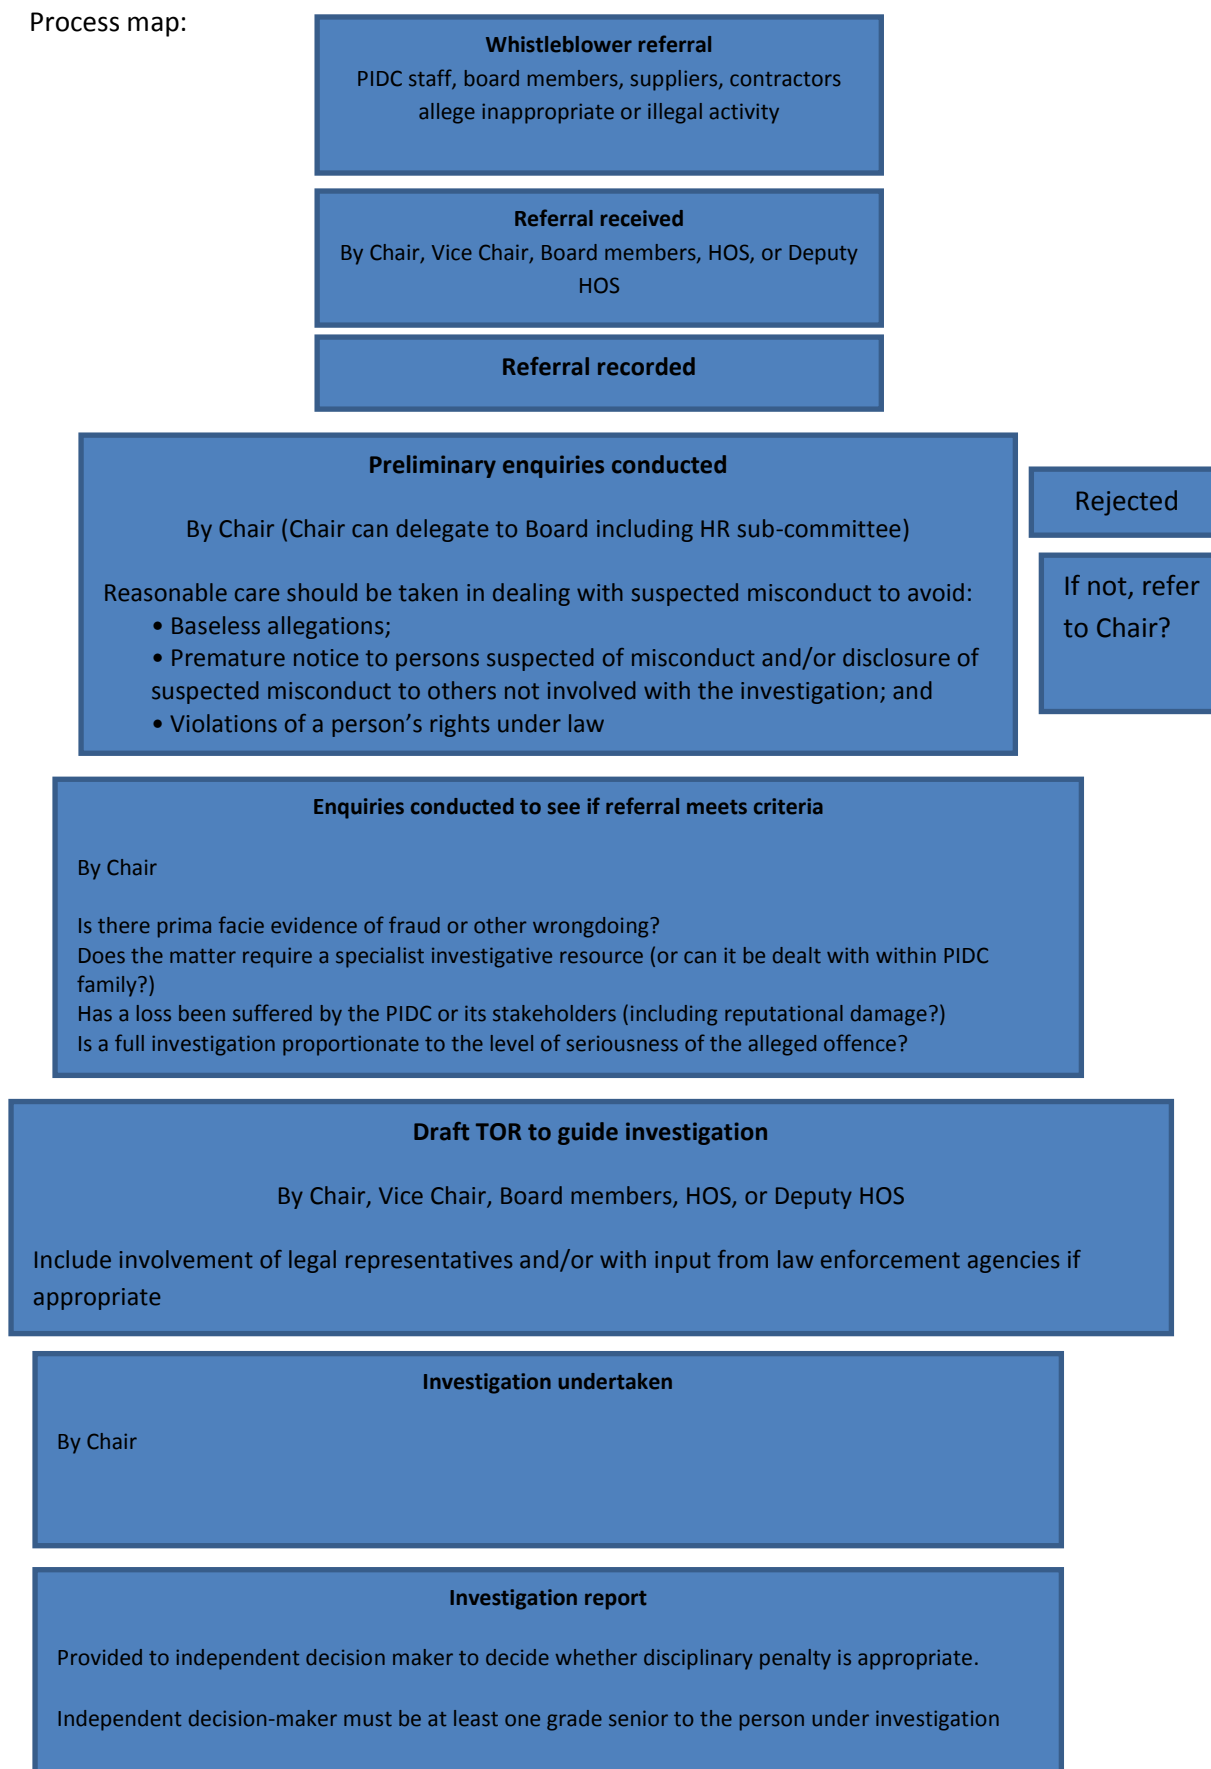 Process map:
Whistleblower referral
PIDC staff, board members, suppliers, contractors
allege inappropriate or illegal activity
Referral received
By Chair, Vice Chair, Board members, HOS, or Deputy
HOS
Referral recorded
Preliminary enquiries conducted
By Chair (Chair can delegate to Board including HR sub-committee)
Reasonable care should be taken in dealing with suspected misconduct to avoid:
• Baseless allegations;
• Premature notice to persons suspected of misconduct and/or disclosure of
suspected misconduct to others not involved with the investigation; and
• Violations of a person’s rights under law
Rejected
If not, refer
to Chair?
Enquiries conducted to see if referral meets criteria
By Chair
Is there prima facie evidence of fraud or other wrongdoing?
Does the matter require a specialist investigative resource (or can it be dealt with within PIDC
family?)
Has a loss been suffered by the PIDC or its stakeholders (including reputational damage?)
Is a full investigation proportionate to the level of seriousness of the alleged offence?
Draft TOR to guide investigation
By Chair, Vice Chair, Board members, HOS, or Deputy HOS
Include involvement of legal representatives and/or with input from law enforcement agencies if
appropriate
Investigation undertaken
By Chair
Investigation report
Provided to independent decision maker to decide whether disciplinary penalty is appropriate.
Independent decision-maker must be at least one grade senior to the person under investigation